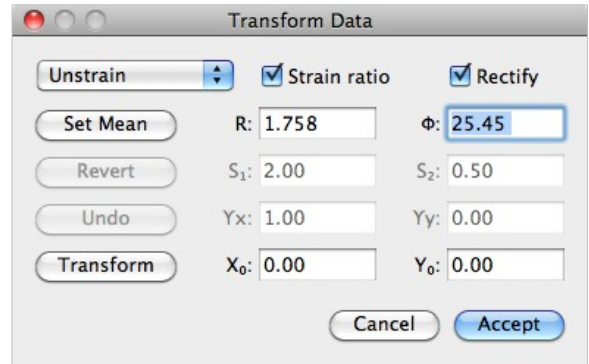 Transform Data
Unstrain Strain ratio Rectify
Set Mean R: 1.758 Φ: 25.45
Revert S₁: 2.00 S₂: 0.50
Undo Yx: 1.00 Yy: 0.00
Transform X₀: 0.00 Y₀: 0.00
Cancel Accept